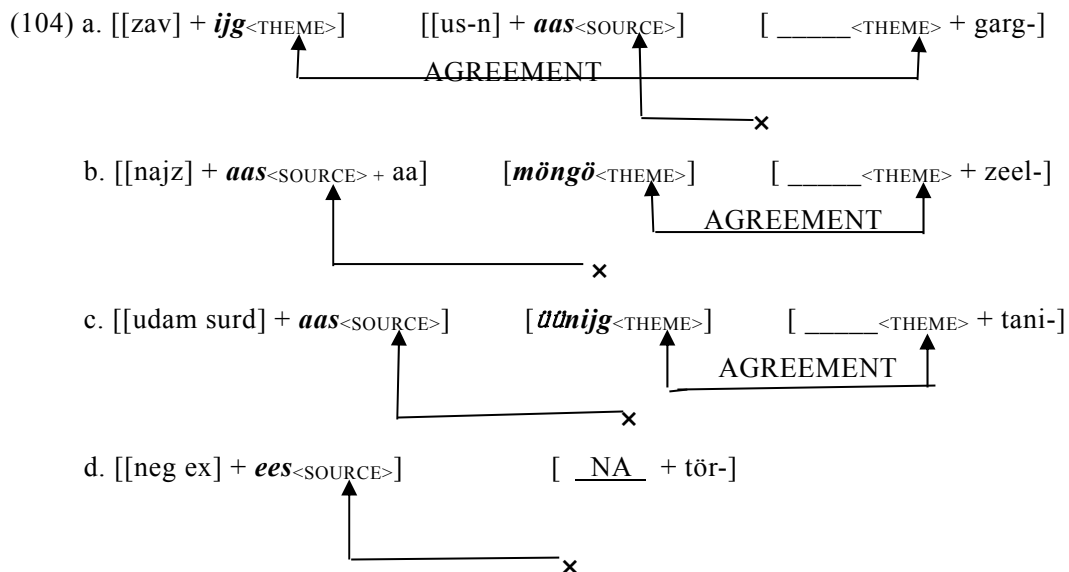 (104) a. [[zav] + ijg<THEME>] [[us-n] + aas<SOURCE>] [ _____<THEME> + garg-]
AGREEMENT
×
b. [[najz] + aas<SOURCE> + aa] [möngö<THEME>] [ _____<THEME> + zeel-]
AGREEMENT
×
c. [[udam surd] + aas<SOURCE>] [üünijg<THEME>] [ _____<THEME> + tani-]
AGREEMENT
×
d. [[neg ex] + ees<SOURCE>] [ NA + tör-]
×